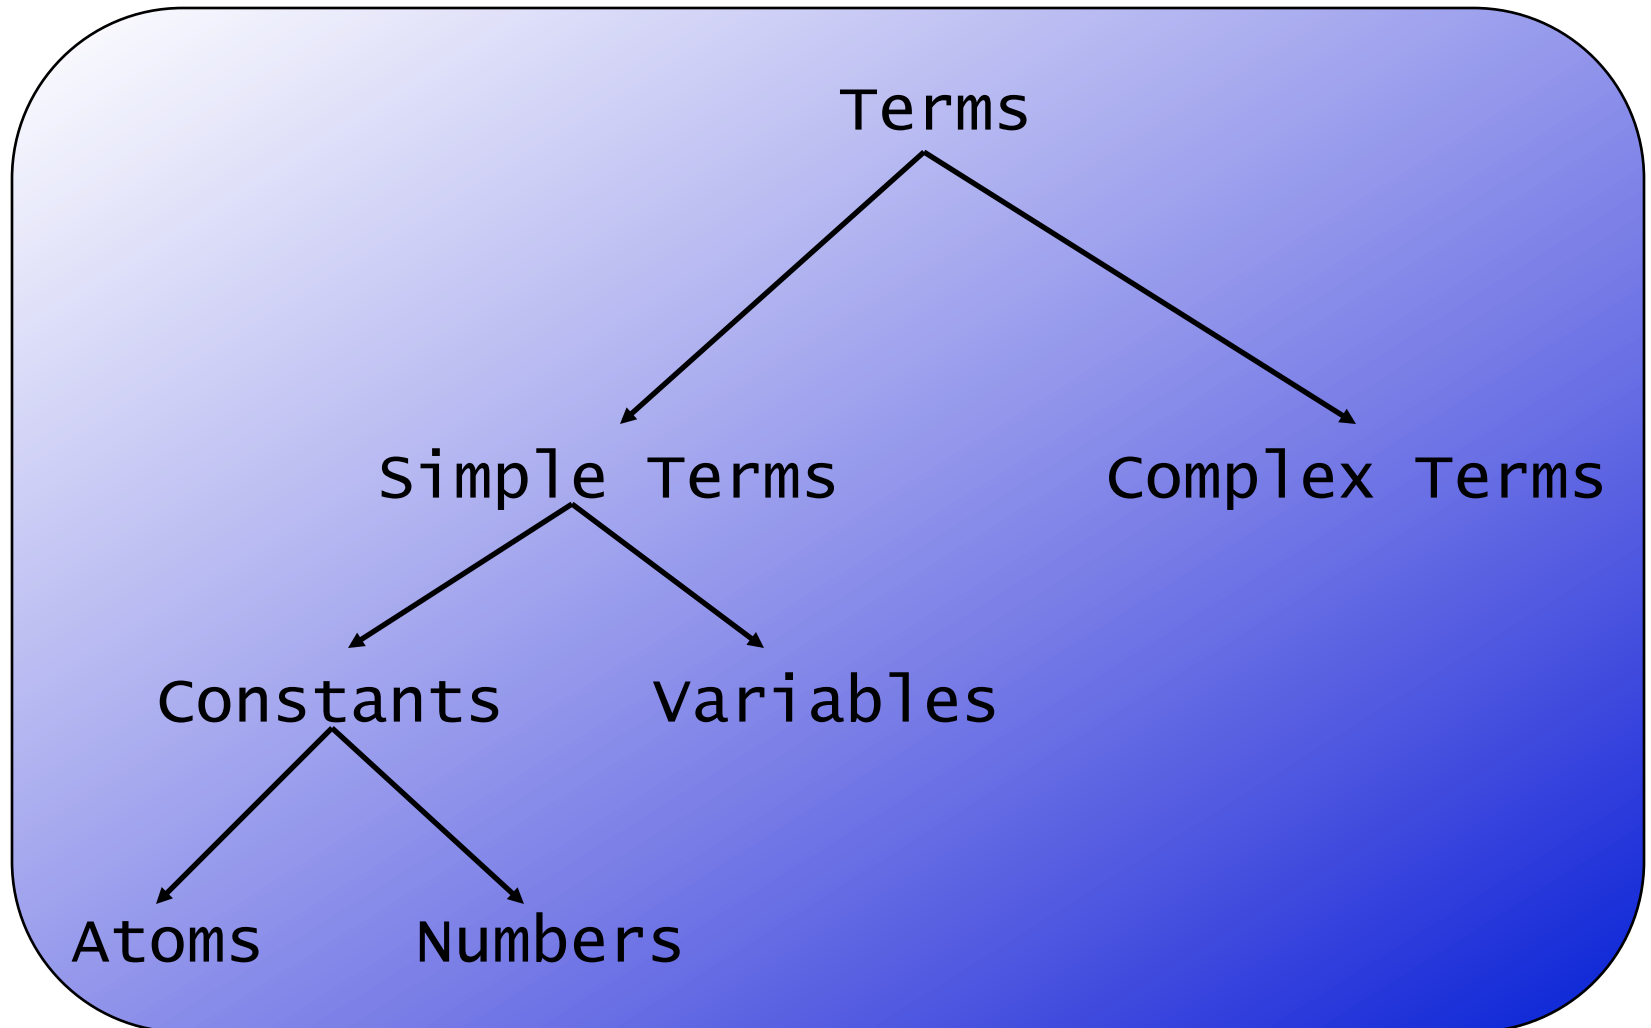 Terms
Simple Terms
Complex Terms
Constants
Variables
Atoms
Numbers